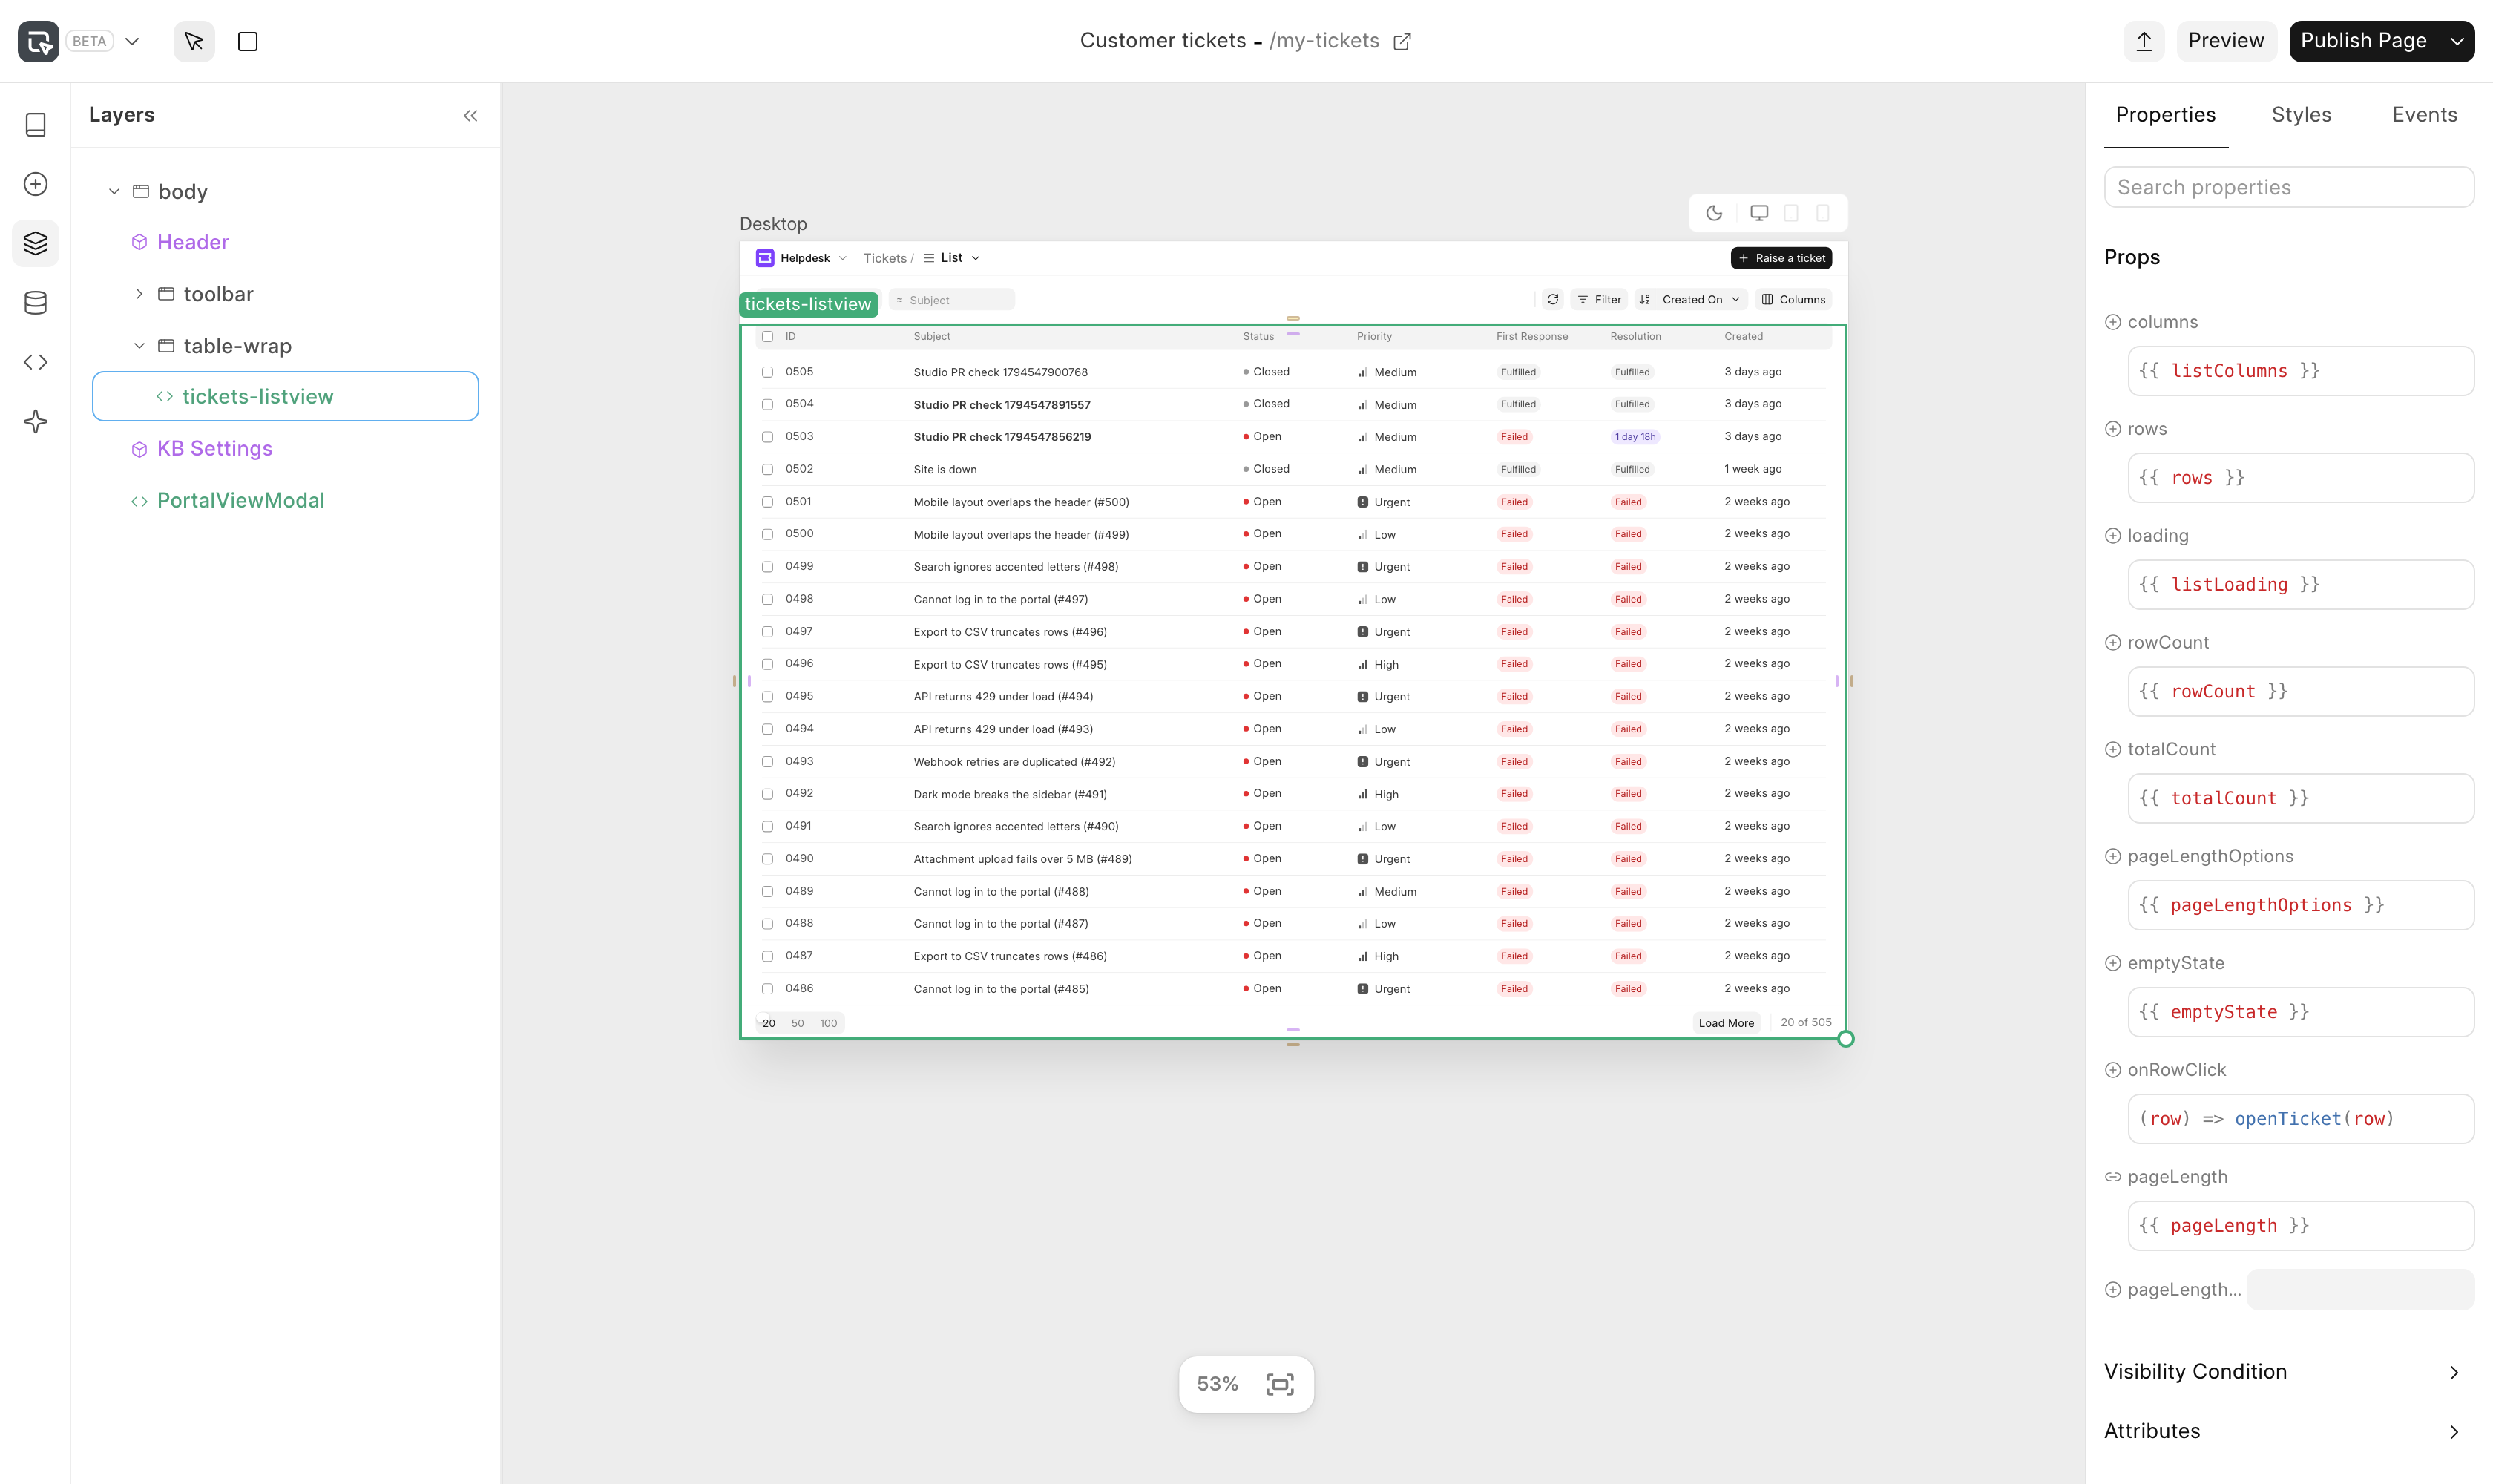 BETA
Customer tickets - /my-tickets
Preview
Publish Page
Layers
body
Header
toolbar
table-wrap
tickets-listview
KB Settings
PortalViewModal
Desktop
Helpdesk
Tickets / List
Raise a ticket
tickets-listview
Subject
Filter
Created On
Columns
ID Subject Status Priority First Response Resolution Created
0505 Studio PR check 1794547900768 Closed Medium Fulfilled Fulfilled 3 days ago
0504 Studio PR check 1794547891557 Closed Medium Fulfilled Fulfilled 3 days ago
0503 Studio PR check 1794547856219 Open Medium Failed 1 day 18h 3 days ago
0502 Site is down Closed Medium Fulfilled Fulfilled 1 week ago
0501 Mobile layout overlaps the header (#500) Open Urgent Failed Failed 2 weeks ago
0500 Mobile layout overlaps the header (#499) Open Low Failed Failed 2 weeks ago
0499 Search ignores accented letters (#498) Open Urgent Failed Failed 2 weeks ago
0498 Cannot log in to the portal (#497) Open Low Failed Failed 2 weeks ago
0497 Export to CSV truncates rows (#496) Open Urgent Failed Failed 2 weeks ago
0496 Export to CSV truncates rows (#495) Open High Failed Failed 2 weeks ago
0495 API returns 429 under load (#494) Open Urgent Failed Failed 2 weeks ago
0494 API returns 429 under load (#493) Open Low Failed Failed 2 weeks ago
0493 Webhook retries are duplicated (#492) Open Urgent Failed Failed 2 weeks ago
0492 Dark mode breaks the sidebar (#491) Open High Failed Failed 2 weeks ago
0491 Search ignores accented letters (#490) Open Low Failed Failed 2 weeks ago
0490 Attachment upload fails over 5 MB (#489) Open Urgent Failed Failed 2 weeks ago
0489 Cannot log in to the portal (#488) Open Medium Failed Failed 2 weeks ago
0488 Cannot log in to the portal (#487) Open Low Failed Failed 2 weeks ago
0487 Export to CSV truncates rows (#486) Open High Failed Failed 2 weeks ago
0486 Cannot log in to the portal (#485) Open Urgent Failed Failed 2 weeks ago
20 50 100 Load More 20 of 505
53%
Properties Styles Events
Search properties
Props
columns
{{ listColumns }}
rows
{{ rows }}
loading
{{ listLoading }}
rowCount
{{ rowCount }}
totalCount
{{ totalCount }}
pageLengthOptions
{{ pageLengthOptions }}
emptyState
{{ emptyState }}
onRowClick
(row) => openTicket(row)
pageLength
{{ pageLength }}
pageLength...
Visibility Condition
Attributes